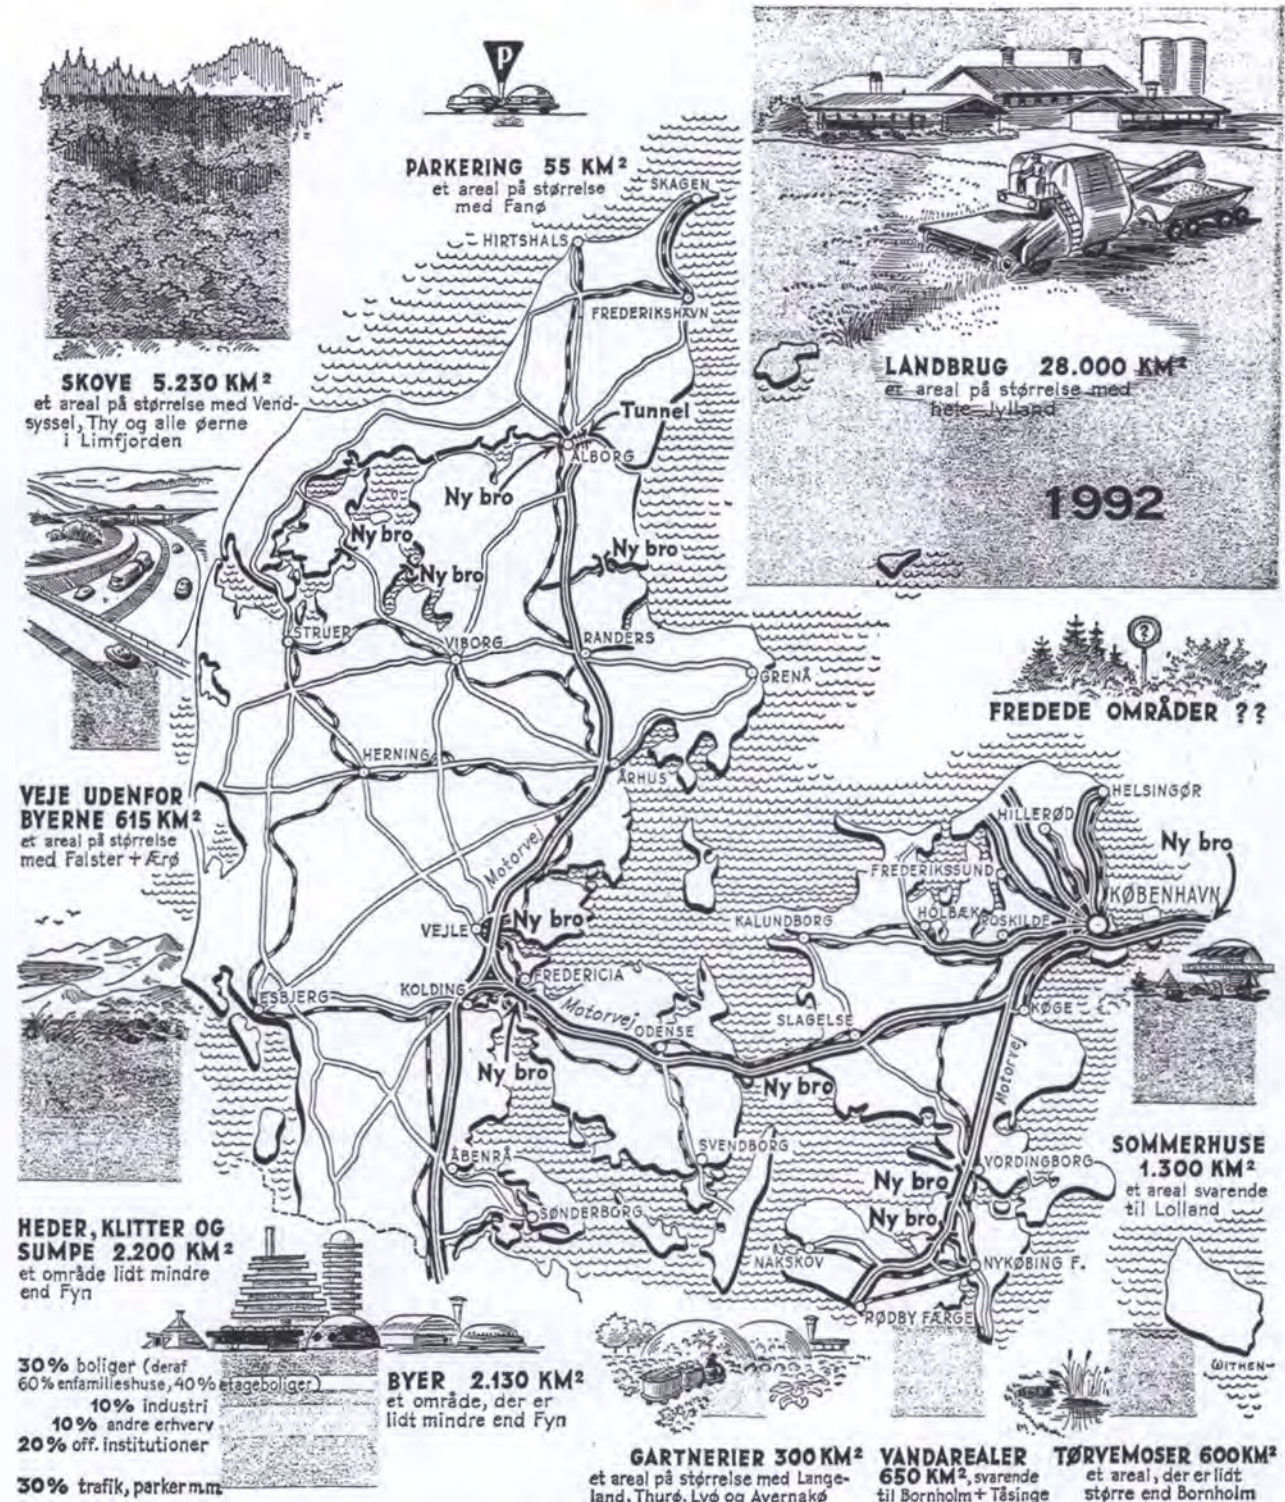 P
PARKERING 55 KM²
et areal på størrelse
med Fanø
SKOVE 5.230 KM²
et areal på størrelse med Vend-
syssel, Thy og alle øerne
i Limfjorden
LANDBRUG 28.000 KM²
et areal på størrelse med
hele Jylland
1992
SKAGEN
HIRTSHALS
FREDERIKSHAVN
Tunnel
ÅLBORG
Ny bro
Ny bro
Ny bro
Ny bro
STRUER
VIBORG
RANDERS
GRENÅ
?
FREDEDE OMRÅDER ??
HERNING
ÅRHUS
VEJE UDENFOR
BYERNE 615 KM²
et areal på størrelse
med Falster + Ærø
HELSINGØR
HILLERØD
Ny bro
FREDERIKSSUND
KØBENHAVN
HOLBÆK
ROSKILDE
KALUNDBORG
Motorvej
Ny bro
VEJLE
FREDERICIA
KOLDING
ESBJERG
Motorvej
ODENSE
SLAGELSE
KØGE
Motorvej
Ny bro
Ny bro
SOMMERHUSE
1.300 KM²
et areal svarende
til Lolland
ÅBENRÅ
SVENDBORG
VORDINGBORG
Ny bro
SØNDERBORG
Ny bro
NAKSKOV
NYKØBING F.
RØDBY FÆRGE
HEDER, KLITTER OG
SUMPE 2.200 KM²
et område lidt mindre
end Fyn
WITHEN-
30% boliger (deraf
60% enfamilieshuse, 40% etageboliger)
10% industri
10% andre erhverv
20% off. institutioner
30% trafik, parker m.m.
BYER 2.130 KM²
et område, der er
lidt mindre end Fyn
GARTNERIER 300 KM²
et areal på størrelse med Lange-
land, Thurø, Lyø og Avernakø
VANDAREALER
650 KM², svarende
til Bornholm + Tåsinge
TØRVEMOSER 600 KM²
et areal, der er lidt
større end Bornholm